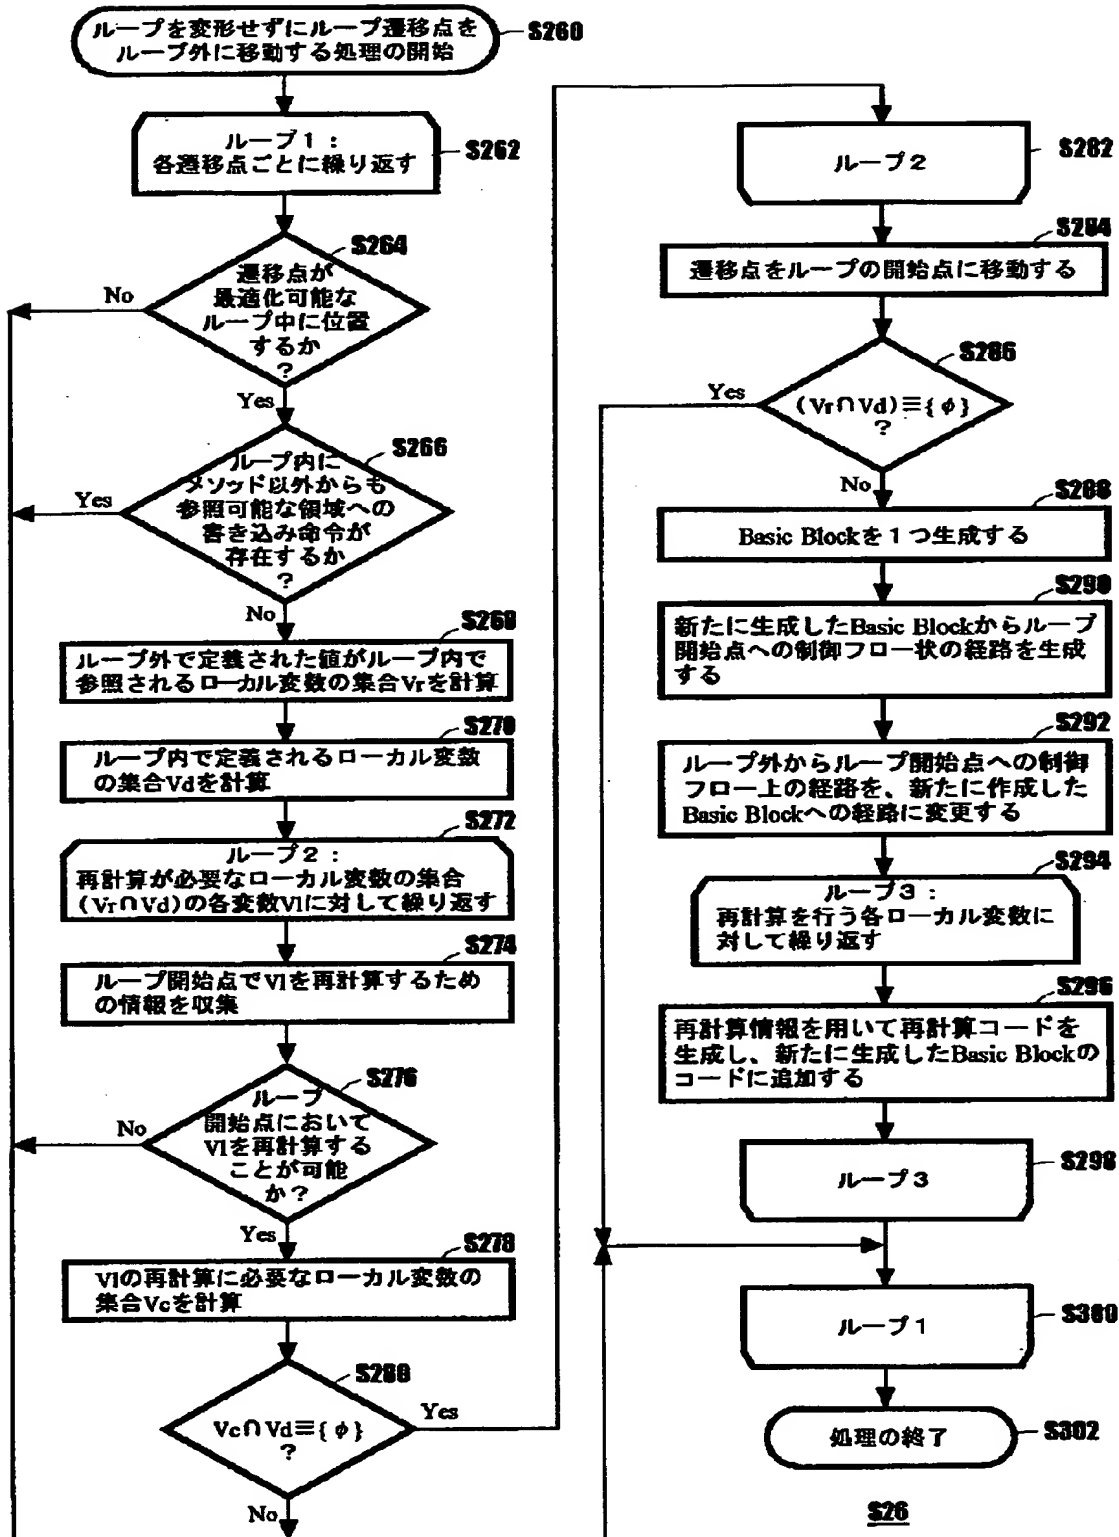 ループを変形せずにループ遷移点を
ループ外に移動する処理の開始
S260
ループ1：
各遷移点ごとに繰り返す
S262
S264
遷移点が
最適化可能な
ループ中に位置
するか
?
No
Yes
S266
ループ内に
メソッド以外からも
参照可能な領域への
書き込み命令が
存在するか
?
Yes
No
S268
ループ外で定義された値がループ内で
参照されるローカル変数の集合Vrを計算
S270
ループ内で定義されるローカル変数
の集合Vdを計算
S272
ループ2：
再計算が必要なローカル変数の集合
(Vr∩Vd)の各変数Vlに対して繰り返す
S274
ループ開始点でVlを再計算するため
の情報を収集
S276
ループ
開始点において
Vlを再計算する
ことが可能
か?
No
Yes
S278
Vlの再計算に必要なローカル変数の
集合Vcを計算
S280
Vc∩Vd≡{φ}
?
Yes
No
ループ2
S282
S284
遷移点をループの開始点に移動する
S286
(Vr∩Vd)≡{φ}
?
Yes
No
S288
Basic Blockを1つ生成する
S290
新たに生成したBasic Blockからループ
開始点への制御フロー状の経路を生成
する
S292
ループ外からループ開始点への制御
フロー上の経路を、新たに作成した
Basic Blockへの経路に変更する
S294
ループ3：
再計算を行う各ローカル変数に
対して繰り返す
S296
再計算情報を用いて再計算コードを
生成し、新たに生成したBasic Blockの
コードに追加する
ループ3
S298
ループ1
S300
処理の終了
S302
S26